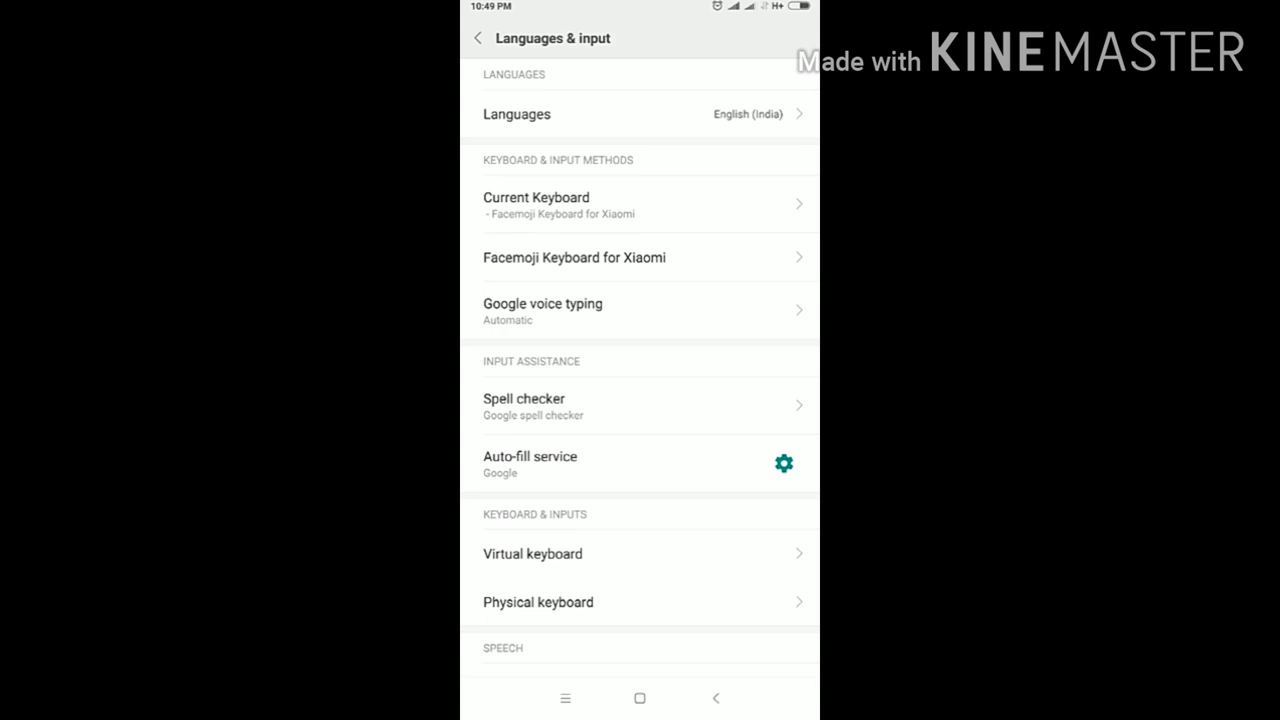 10:49 PM
H+
Languages & input
Made with KINEMASTER
LANGUAGES
Languages
English (India)
KEYBOARD & INPUT METHODS
Current Keyboard
- Facemoji Keyboard for Xiaomi
Facemoji Keyboard for Xiaomi
Google voice typing
Automatic
INPUT ASSISTANCE
Spell checker
Google spell checker
Auto-fill service
Google
KEYBOARD & INPUTS
Virtual keyboard
Physical keyboard
SPEECH